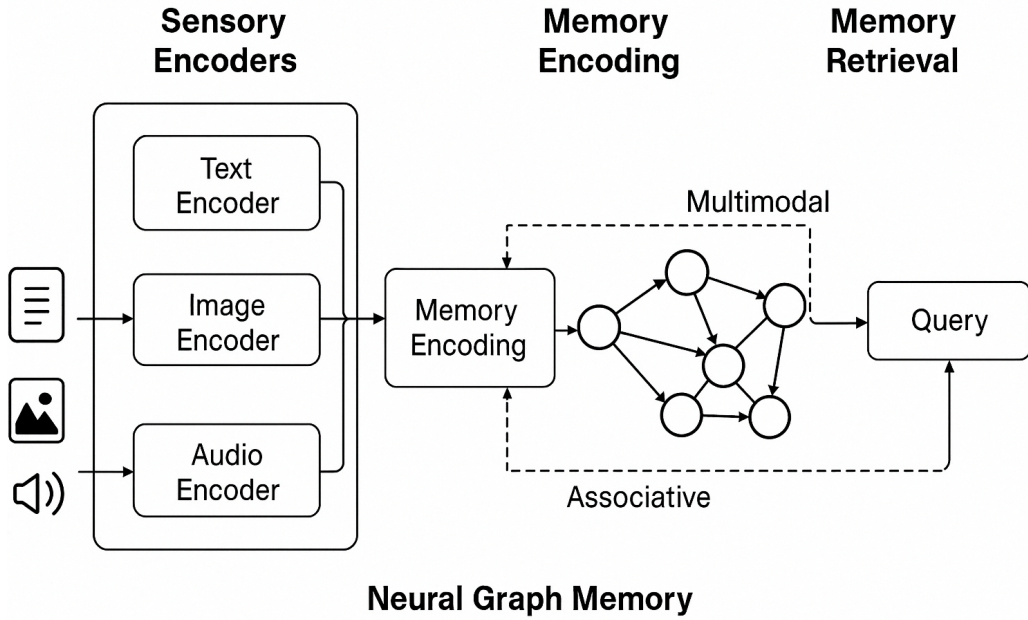 Sensory
Encoders
Memory
Encoding
Memory
Retrieval
Text
Encoder
Image
Encoder
Audio
Encoder
Memory
Encoding
Multimodal
Associative
Query
Neural Graph Memory